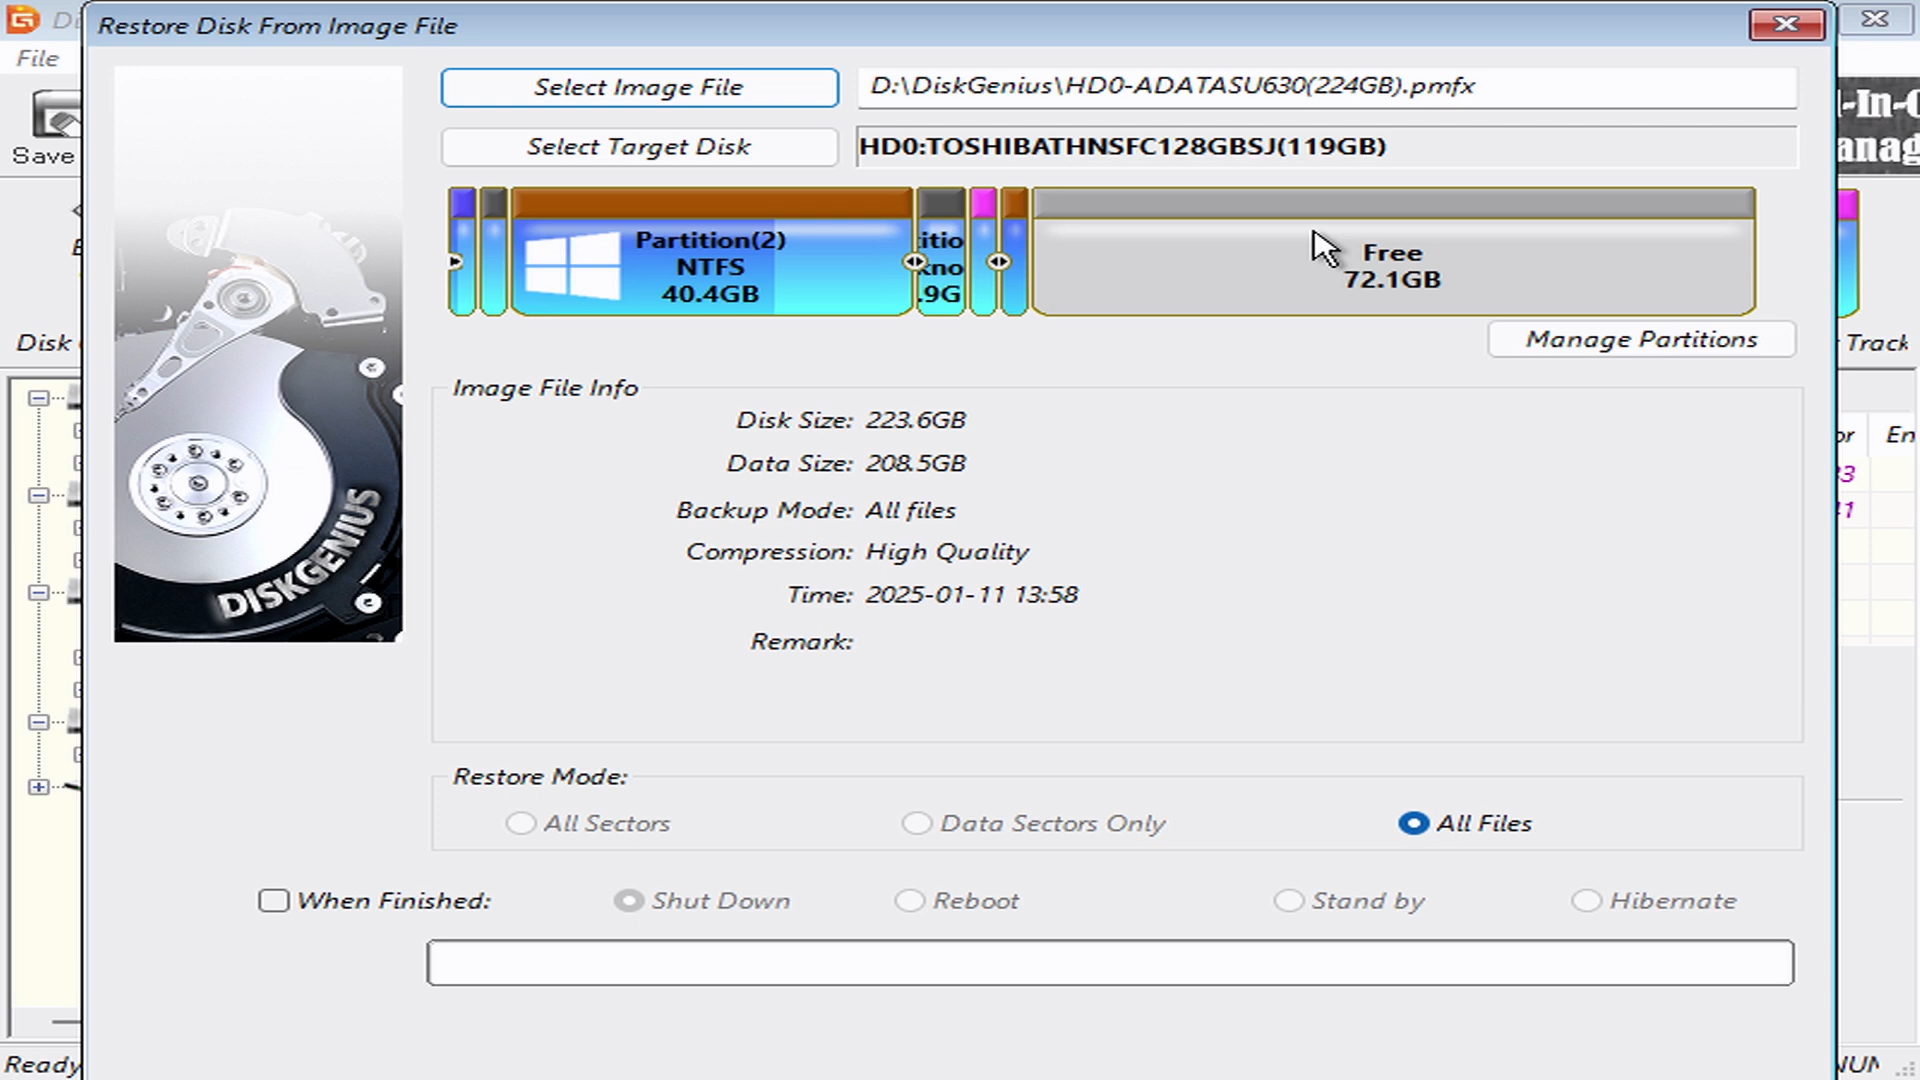 Restore Disk From Image File
File
Save
Select Image File
D:\DiskGenius\HD0-ADATASU630(224GB).pmfx
Select Target Disk
HD0:TOSHIBATHNSFC128GBSJ(119GB)
Partition(2)
NTFS
40.4GB
Free
72.1GB
Disk
Track
Manage Partitions
Image File Info
Disk Size: 223.6GB
Data Size: 208.5GB
Backup Mode: All files
Compression: High Quality
Time: 2025-01-11 13:58
Remark:
DISKGENIUS
Restore Mode:
All Sectors
Data Sectors Only
All Files
When Finished:
Shut Down
Reboot
Stand by
Hibernate
Ready